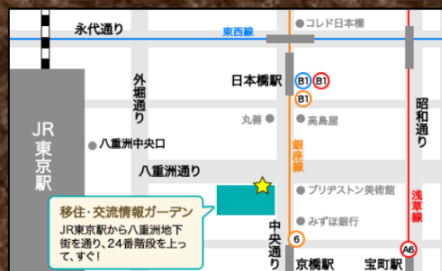 コレド日本橋
永代通り
東西線
日本橋駅
B1
B1
B1
外堀通り
昭和通り
丸善
高島屋
JR東京駅
八重洲中央口
銀座線
八重洲通り
浅草線
移住・交流情報ガーデン
JR東京駅から八重洲地下
街を通り、24番階段を上っ
て、すぐ!
ブリヂストン美術館
中央通り
みずほ銀行
6
A6
京橋駅
宝町駅